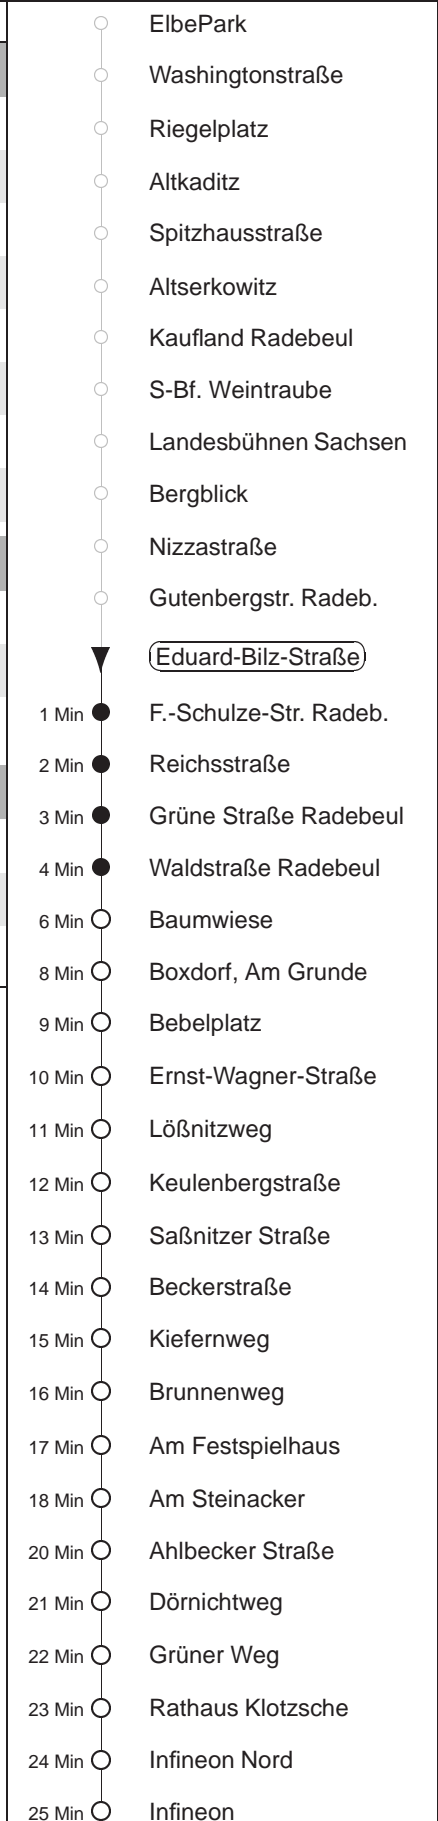 ElbePark
Washingtonstraße
Riegelplatz
Altkaditz
Spitzhausstraße
Altserkowitz
Kaufland Radebeul
S-Bf. Weintraube
Landesbühnen Sachsen
Bergblick
Nizzastraße
Gutenbergstr. Radeb.
Eduard-Bilz-Straße
1 Min F.-Schulze-Str. Radeb.
2 Min Reichsstraße
3 Min Grüne Straße Radebeul
4 Min Waldstraße Radebeul
6 Min Baumwiese
8 Min Boxdorf, Am Grunde
9 Min Bebelplatz
10 Min Ernst-Wagner-Straße
11 Min Lößnitzweg
12 Min Keulenbergstraße
13 Min Saßnitzer Straße
14 Min Beckerstraße
15 Min Kiefernweg
16 Min Brunnenweg
17 Min Am Festspielhaus
18 Min Am Steinacker
20 Min Ahlbecker Straße
21 Min Dörnichtweg
22 Min Grüner Weg
23 Min Rathaus Klotzsche
24 Min Infineon Nord
25 Min Infineon